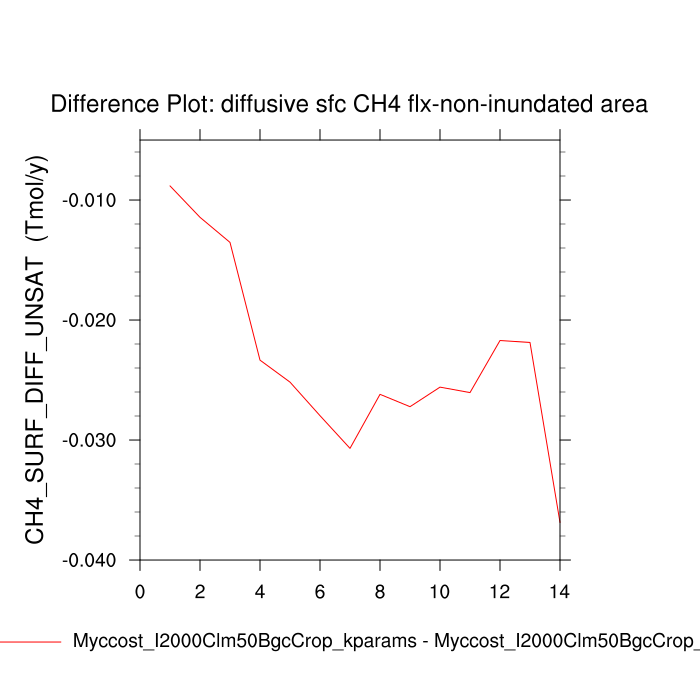 Difference Plot: diffusive sfc CH4 flx-non-inundated area
CH4_SURF_DIFF_UNSAT (Tmol/y)
-0.010
-0.020
-0.030
-0.040
0 2 4 6 8 10 12 14
Myccost_I2000Clm50BgcCrop_kparams - Myccost_I2000Clm50BgcCrop_